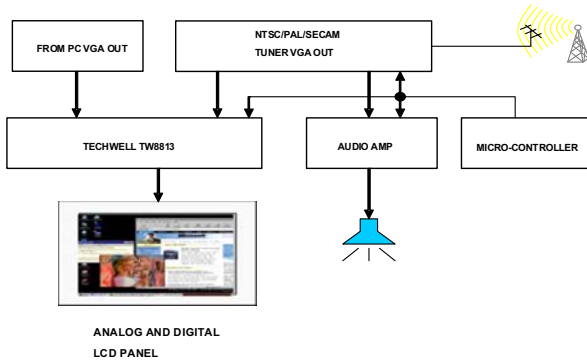 FROM PC VGA OUT
NTSC/PAL/SECAM
TUNER VGA OUT
TECHWELL TW8813
AUDIO AMP
MICRO-CONTROLLER
ANALOG AND DIGITAL
LCD PANEL